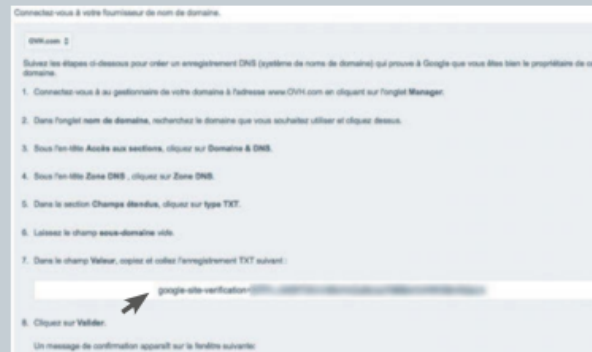 Connectez-vous à votre fournisseur de nom de domaine.
OVH.com
Suivez les étapes ci-dessous pour créer un enregistrement DNS (système de noms de domaine) qui prouve à Google que vous êtes bien le propriétaire de ce
domaine.
1. Connectez-vous à au gestionnaire de votre domaine à l'adresse www.OVH.com en cliquant sur l'onglet Manager.
2. Dans l'onglet nom de domaine, recherchez le domaine que vous souhaitez utiliser et cliquez dessus.
3. Sous l'en-tête Accès aux sections, cliquez sur Domaine & DNS.
4. Sous l'en-tête Zone DNS , cliquez sur Zone DNS.
5. Dans la section Champs étendus, cliquez sur type TXT.
6. Laissez le champ sous-domaine vide.
7. Dans le champ Valeur, copiez et collez l'enregistrement TXT suivant :
google-site-verification=
8. Cliquez sur Valider.
Un message de confirmation apparaît sur la fenêtre suivante: